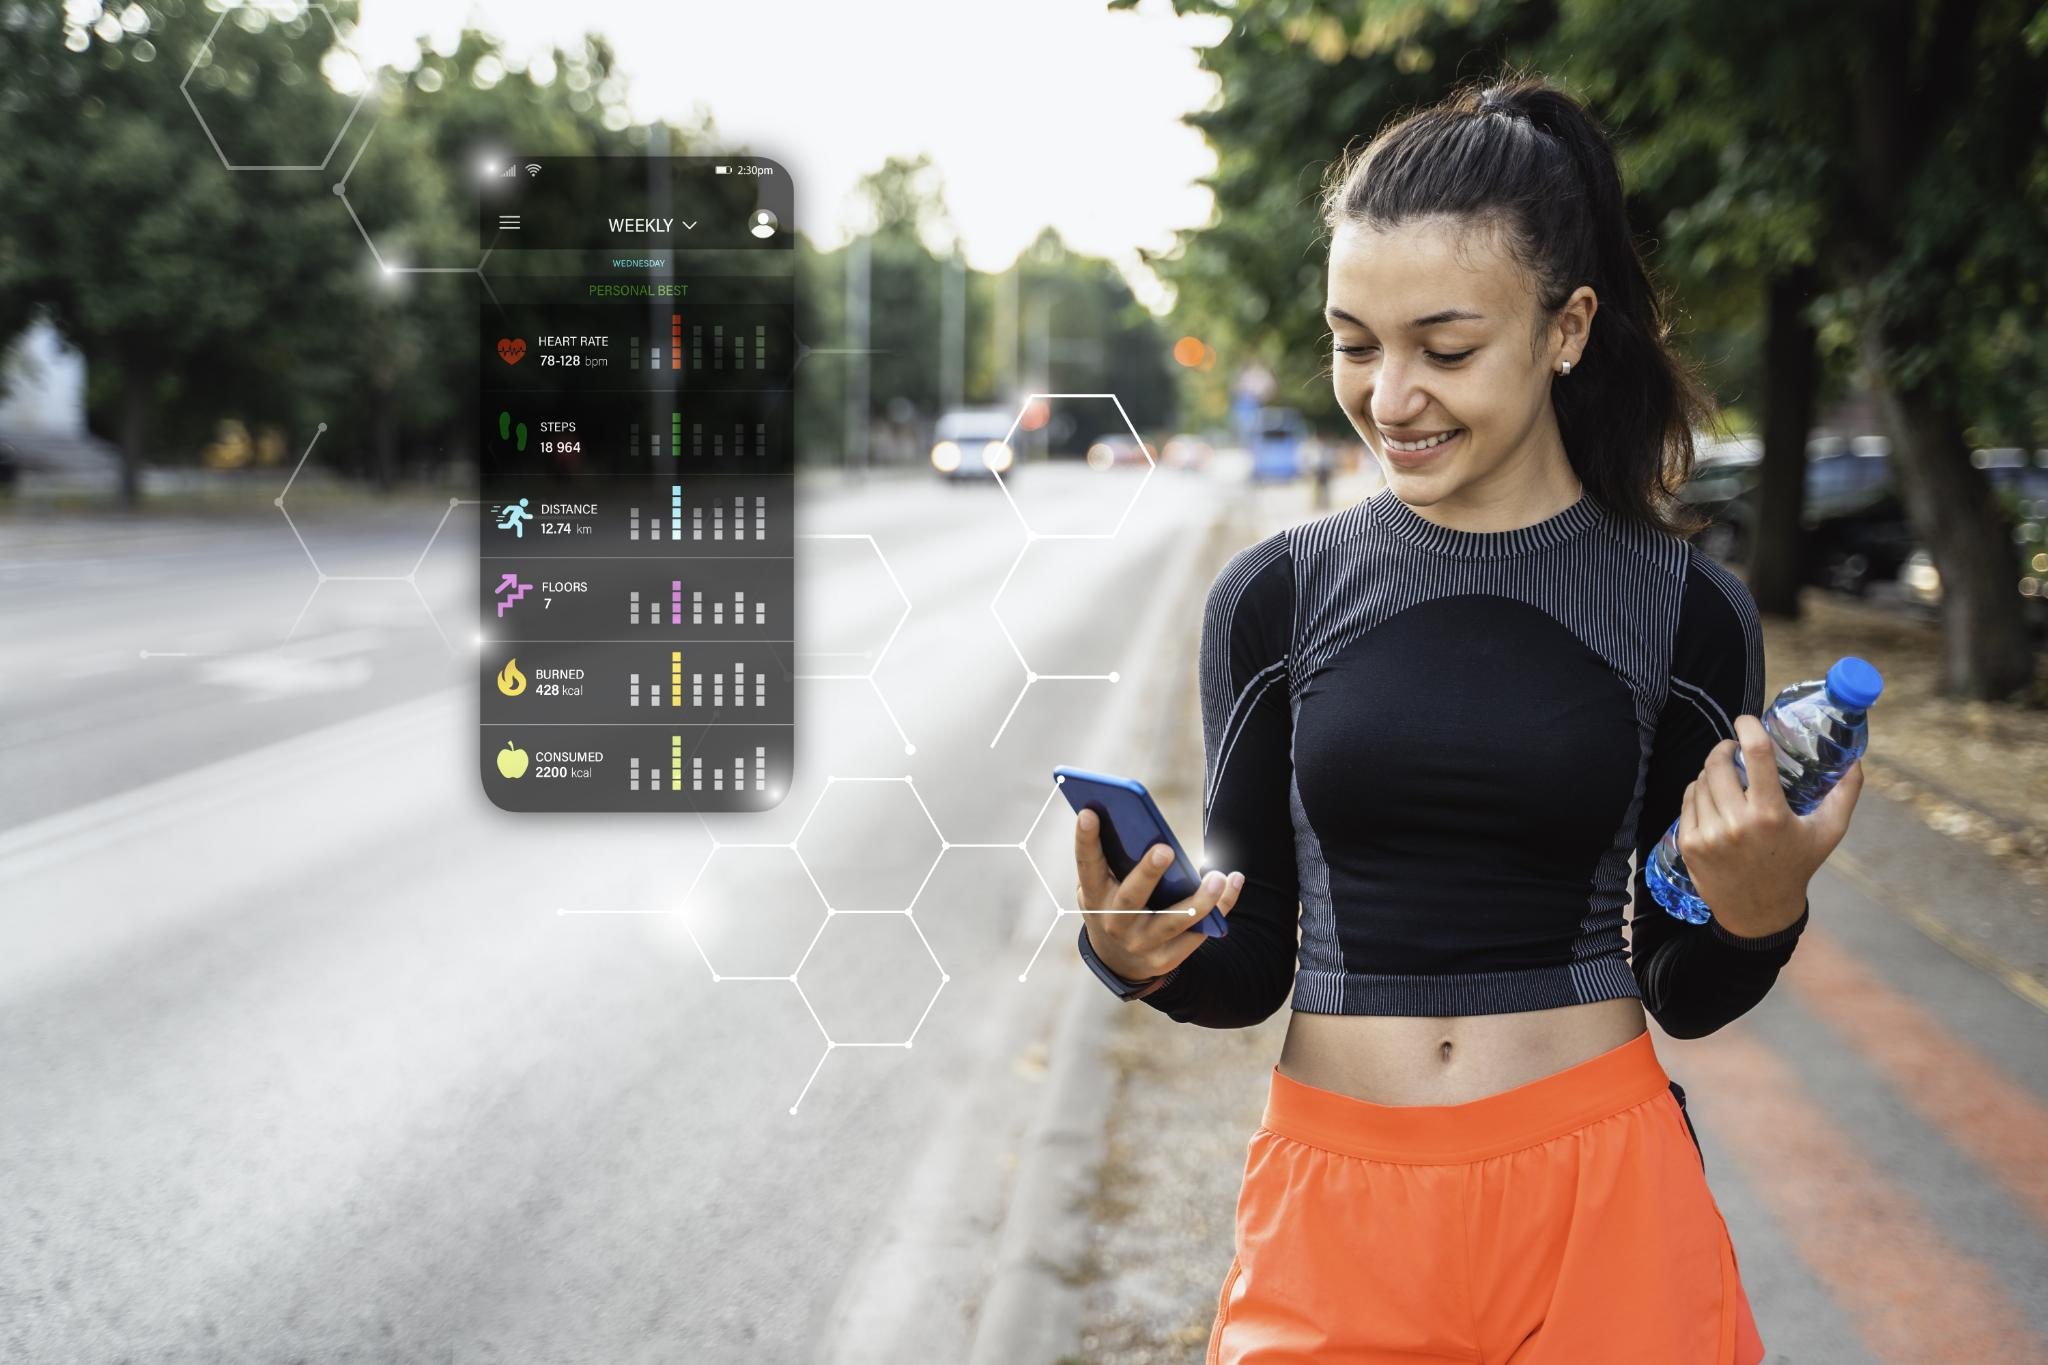 2:30pm
WEEKLY
WEDNESDAY
PERSONAL BEST
HEART RATE
78-128 bpm
STEPS
18 964
DISTANCE
12.74 km
FLOORS
7
BURNED
428 kcal
CONSUMED
2200 kcal